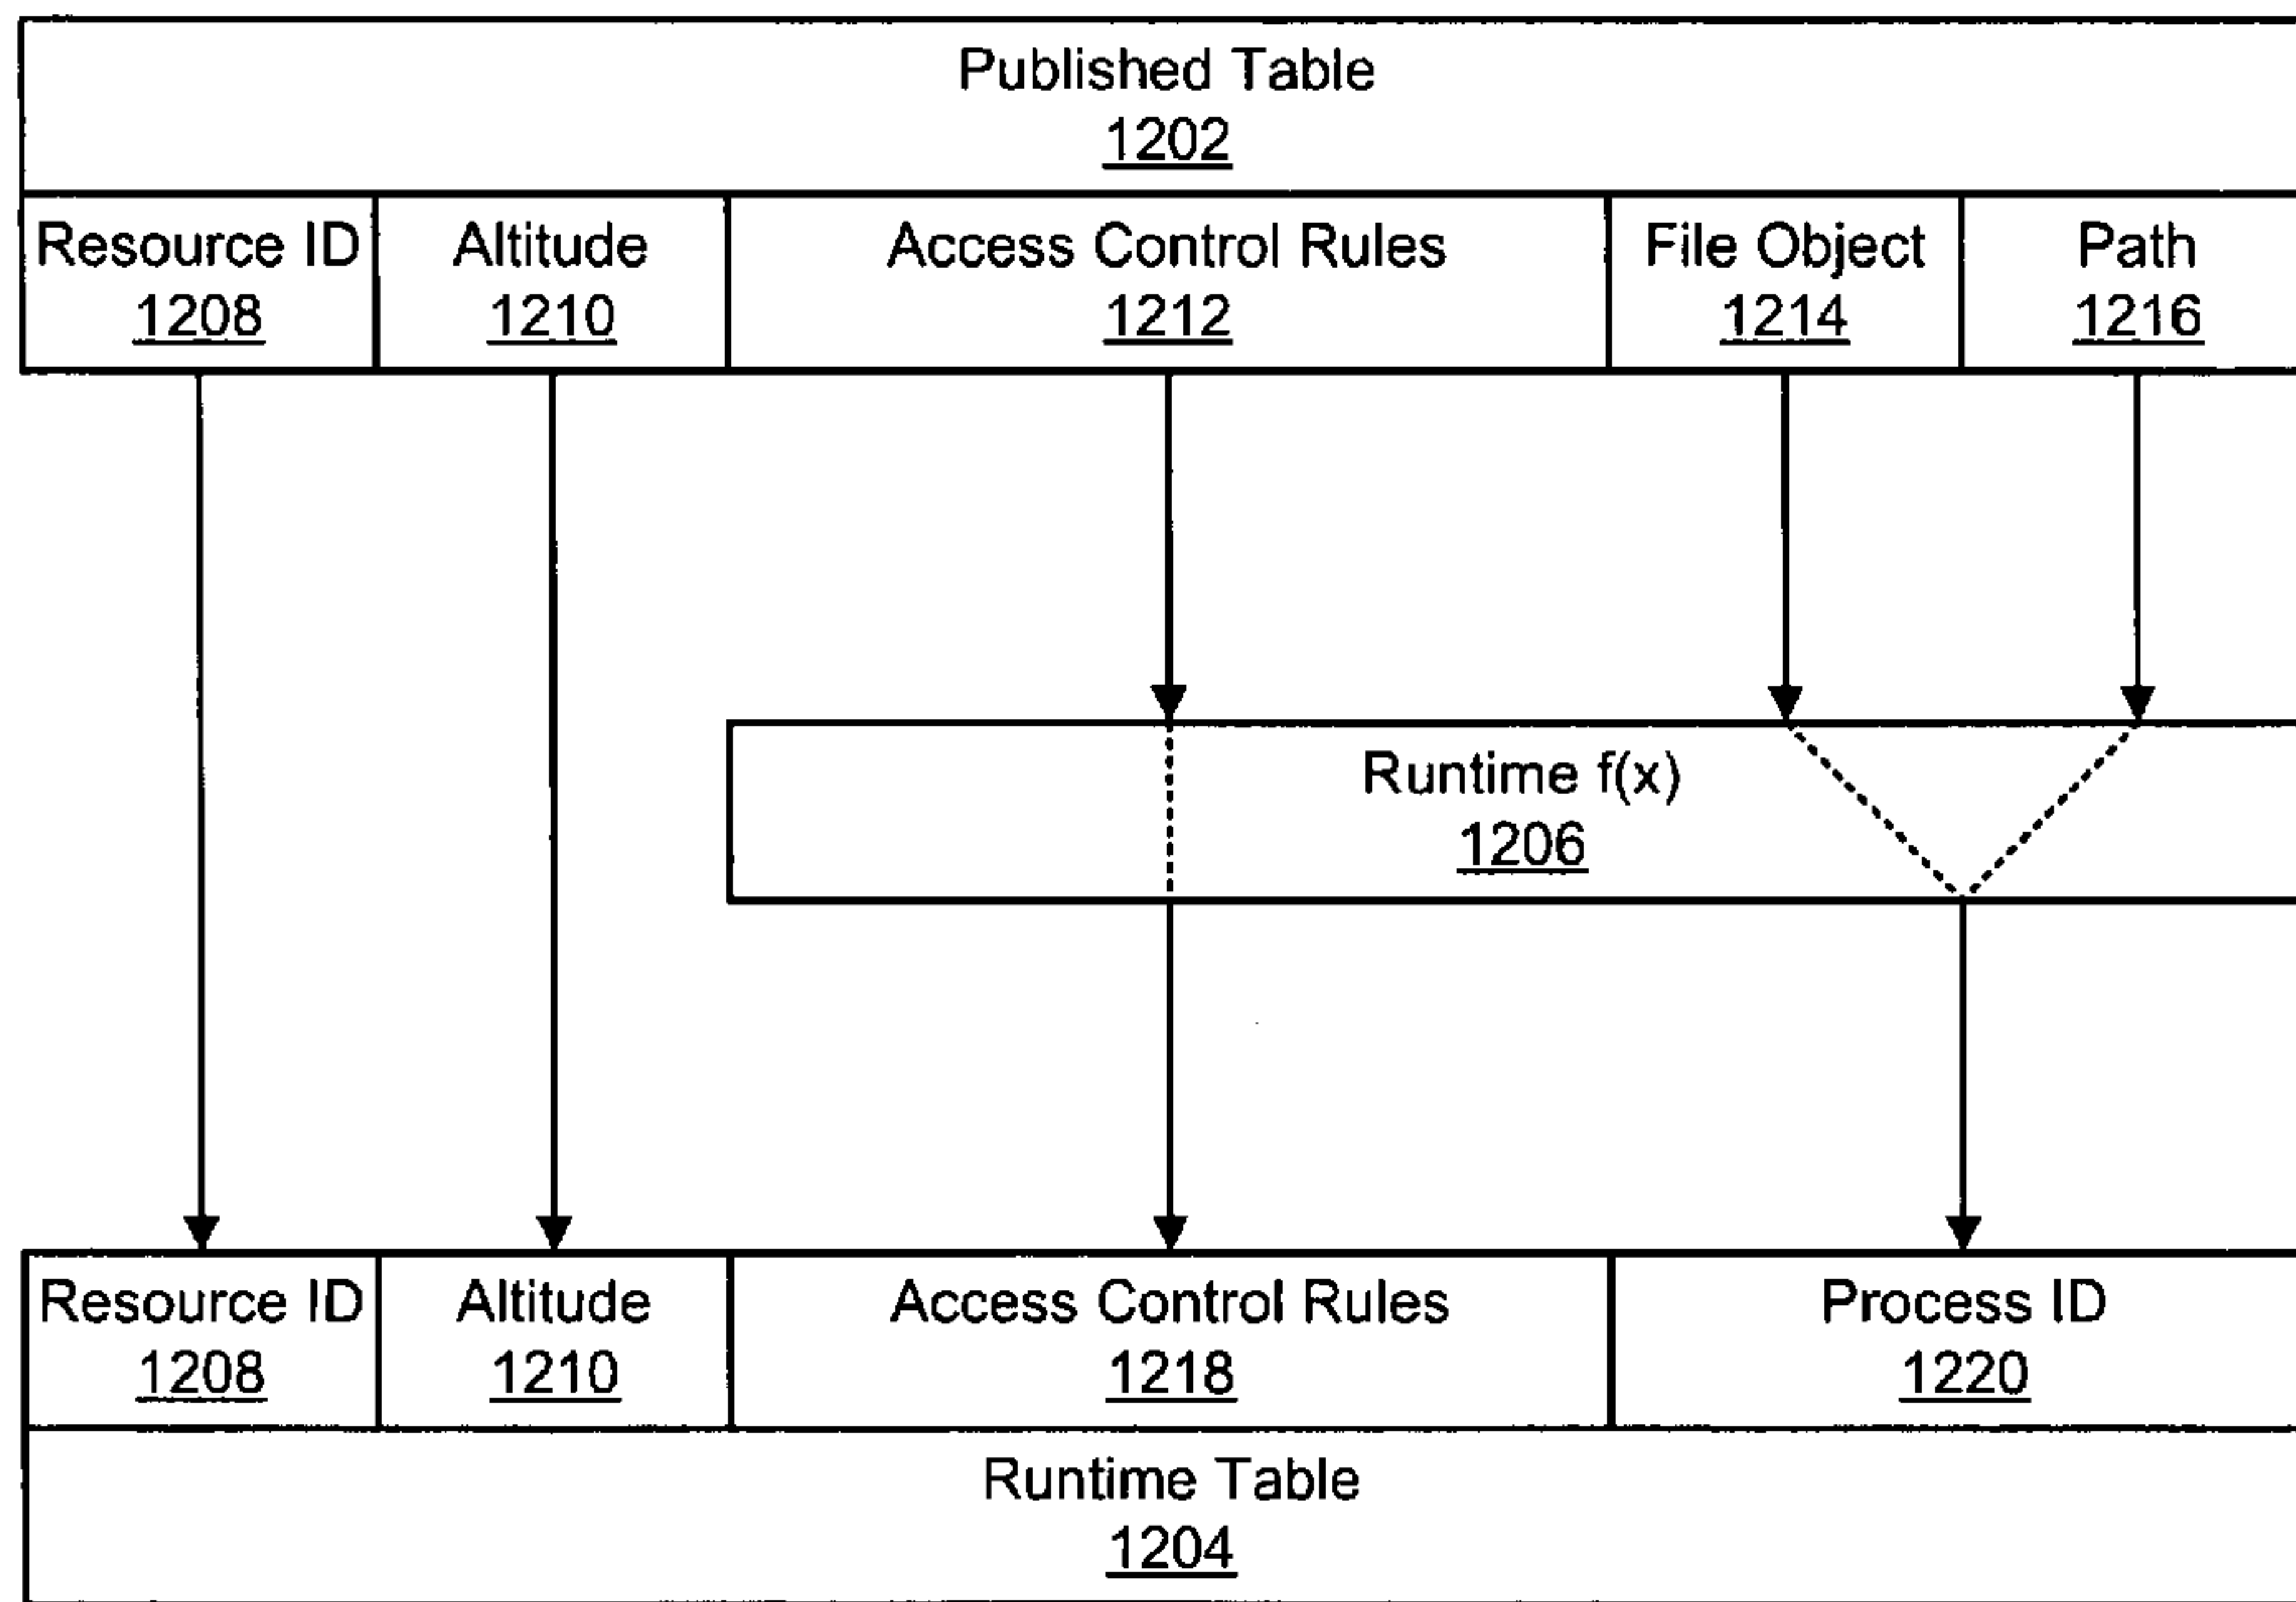 Published Table
1202
Resource ID
1208
Altitude
1210
Access Control Rules
1212
File Object
1214
Path
1216
Runtime f(x)
1206
Resource ID
1208
Altitude
1210
Access Control Rules
1218
Process ID
1220
Runtime Table
1204